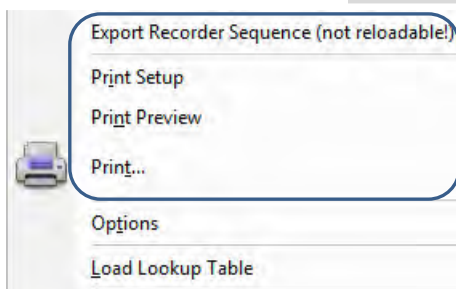 Export Recorder Sequence (not reloadable!)
Print Setup
Print Preview
Print...
Options
Load Lookup Table